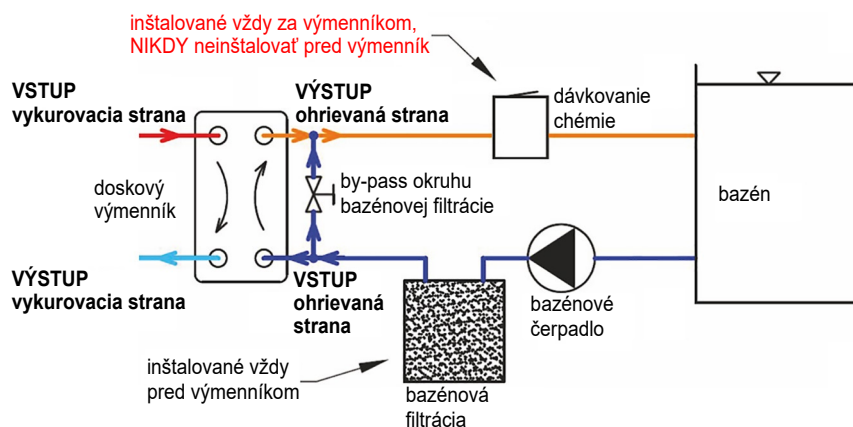 inštalované vždy za výmenníkom,
NIKDY neinštalovať pred výmenník
VSTUP
vykurovacia strana
VÝSTUP
ohrievaná strana
dávkovanie
chémie
doskový
výmenník
by-pass okruhu
bazénovej filtrácie
bazén
VÝSTUP
vykurovacia strana
VSTUP
ohrievaná
strana
bazénové
čerpadlo
inštalované vždy
pred výmenníkom
bazénová
filtrácia